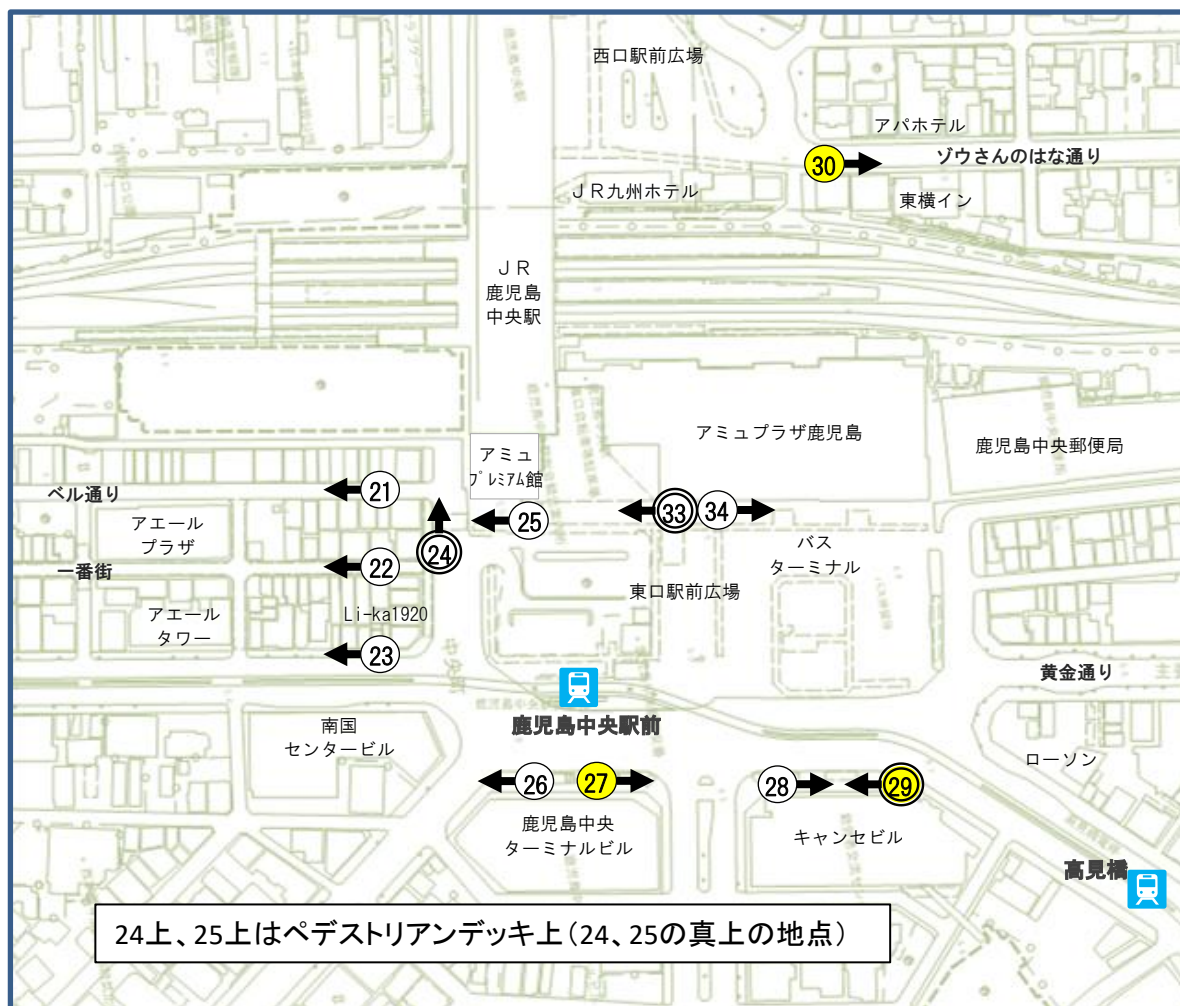 西口駅前広場
アパホテル
30
ゾウさんのはな通り
ＪＲ九州ホテル
東横イン
ＪＲ
鹿児島
中央駅
アミュプラザ鹿児島
鹿児島中央郵便局
アミュ
プレミアム館
ベル通り
21
25
33
34
アエール
プラザ
24
バス
ターミナル
一番街
22
東口駅前広場
アエール
タワー
Li-ka1920
23
中央町
黄金通り
鹿児島中央駅前
南国
センタービル
ローソン
26
27
28
29
鹿児島中央
ターミナルビル
キャンセビル
高見橋
24上、25上はペデストリアンデッキ上（24、25の真上の地点）